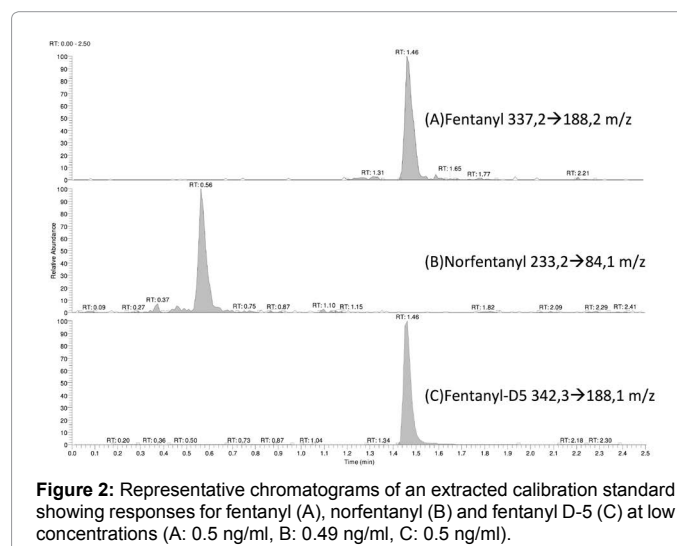 RT: 0.00 - 2.50
RT: 1.46
100
90
80
70
60
50
40
30
20
10
0
(A)Fentanyl 337,2→188,2 m/z
RT: 1.31
RT: 1.65
RT: 1.77
RT: 2.21
RT: 0.56
100
90
80
70
60
50
40
30
20
10
0
Relative Abundance
(B)Norfentanyl 233,2→84,1 m/z
RT: 0.09
RT: 0.27
RT: 0.37
RT: 0.75
RT: 0.87
RT: 1.10
RT: 1.15
RT: 1.82
RT: 2.09
RT: 2.29
RT: 2.41
RT: 1.46
100
90
80
70
60
50
40
30
20
10
0
(C)Fentanyl-D5 342,3→188,1 m/z
RT: 0.20
RT: 0.36
RT: 0.50
RT: 0.73
RT: 0.87
RT: 1.04
RT: 1.34
RT: 2.18
RT: 2.30
0.0 0.1 0.2 0.3 0.4 0.5 0.6 0.7 0.8 0.9 1.0 1.1 1.2 1.3 1.4 1.5 1.6 1.7 1.8 1.9 2.0 2.1 2.2 2.3 2.4 2.5
Time (min)
Figure 2: Representative chromatograms of an extracted calibration standard
showing responses for fentanyl (A), norfentanyl (B) and fentanyl D-5 (C) at low
concentrations (A: 0.5 ng/ml, B: 0.49 ng/ml, C: 0.5 ng/ml).